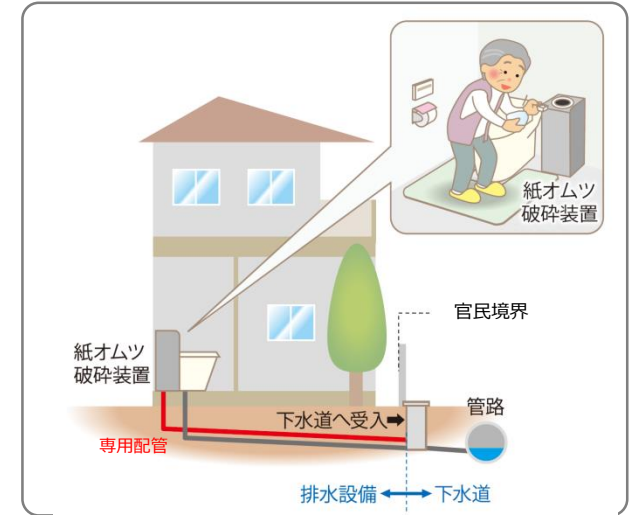 紙オムツ
破砕装置
官民境界
紙オムツ
破砕装置
管路
下水道へ受入➡
専用配管
排水設備⟷下水道